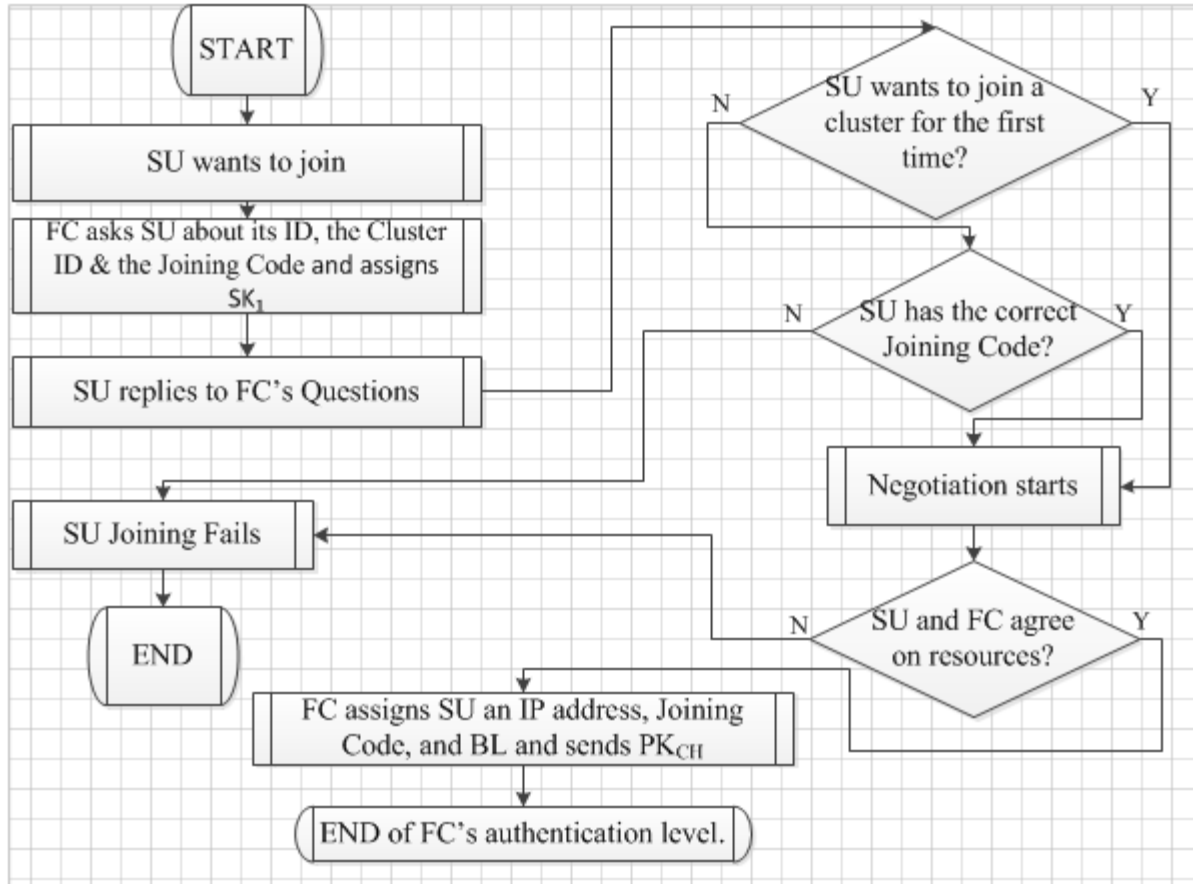 START
SU wants to join
FC asks SU about its ID, the Cluster
ID & the Joining Code and assigns
SK1
SU replies to FC's Questions
SU wants to join a
cluster for the first
time?
N
Y
SU has the correct
Joining Code?
N
Y
Negotiation starts
SU and FC agree
on resources?
N
Y
SU Joining Fails
END
FC assigns SU an IP address, Joining
Code, and BL and sends PKCH
END of FC's authentication level.